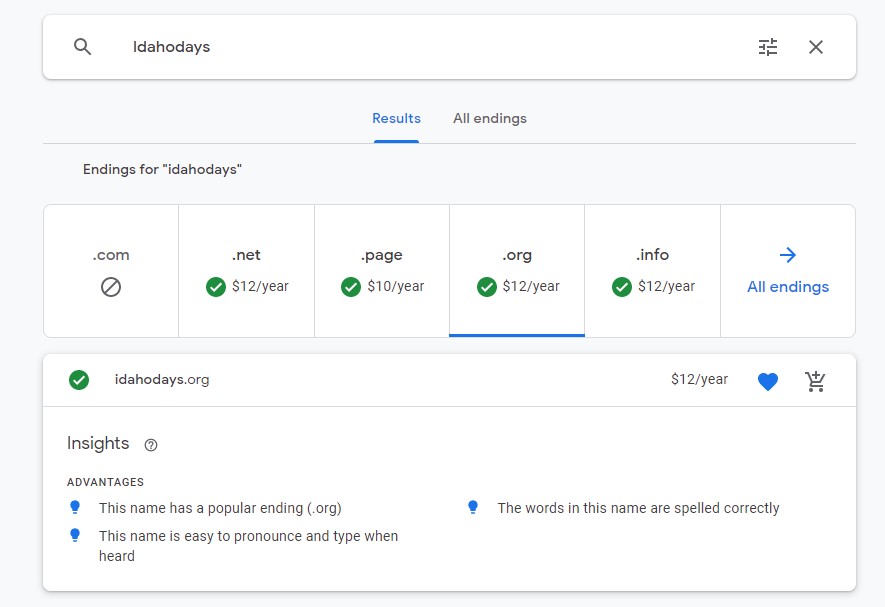 Idahodays
Results All endings
Endings for "idahodays"
.com .net .page .org .info
$12/year $10/year $12/year $12/year All endings
idahodays.org $12/year
Insights ?
ADVANTAGES
This name has a popular ending (.org) The words in this name are spelled correctly
This name is easy to pronounce and type when
heard